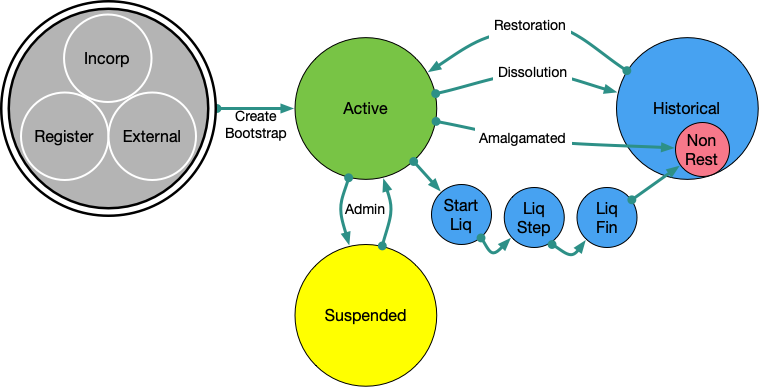 Incorp
Register
External
Create
Bootstrap
Active
Restoration
Dissolution
Amalgamated
Historical
Non
Rest
Admin
Start
Liq
Liq
Step
Liq
Fin
Suspended